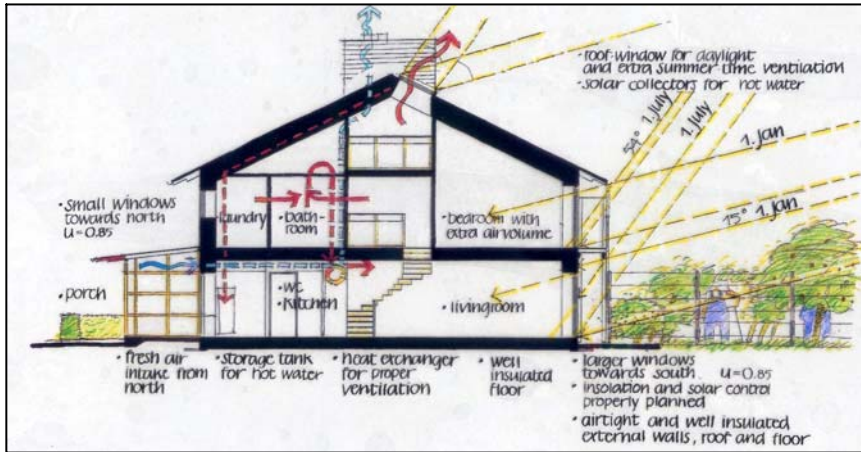 • roof-window for daylight
and extra summer time ventilation
• solar collectors for hot water
54° 1. July
1. July
1. Jan
15° 1. Jan
• small windows
towards north
u=0.85
laundry
• bath-
room
• bedroom with
extra airvolume
• porch
• wc
• kitchen
• livingroom
• fresh air
intake from
north
• storage tank
for hot water
• heat exchanger
for proper
ventilation
• well
insulated
floor
• larger windows
towards south u=0.85
• insolation and solar control
properly planned
• airtight and well insulated
external walls, roof and floor